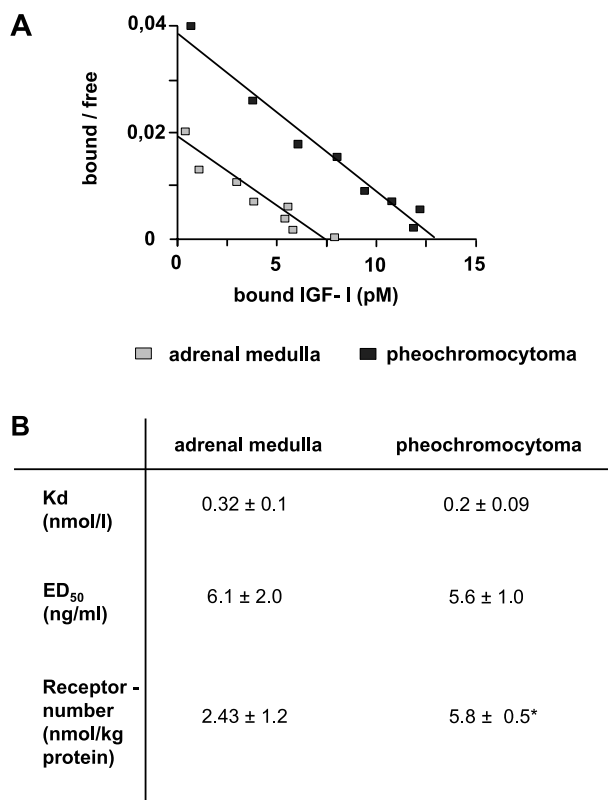 A
bound / free
0,04
0,02
0
0 5 10 15
bound IGF- I (pM)
adrenal medulla pheochromocytoma
B
adrenal medulla pheochromocytoma
Kd
(nmol/l)
0.32 ± 0.1 0.2 ± 0.09
ED50
(ng/ml)
6.1 ± 2.0 5.6 ± 1.0
Receptor -
number
(nmol/kg
protein)
2.43 ± 1.2 5.8 ± 0.5*